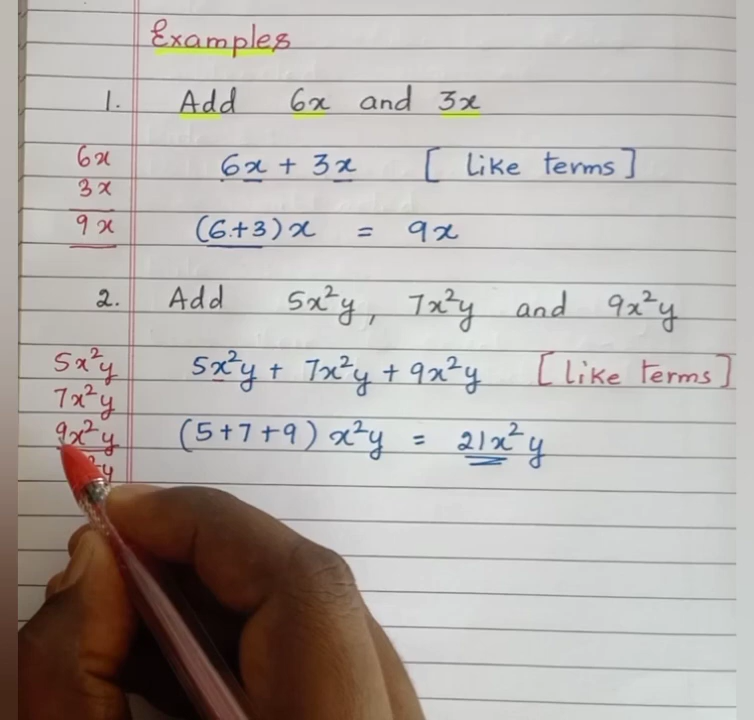 Examples
1. Add 6x and 3x
6x 6x + 3x [ Like terms ]
3x
9x (6+3)x = 9x
2. Add 5x²y, 7x²y and 9x²y
5x²y 5x²y + 7x²y + 9x²y [ Like terms ]
7x²y
9x²y (5+7+9) x²y = 21x²y
²y